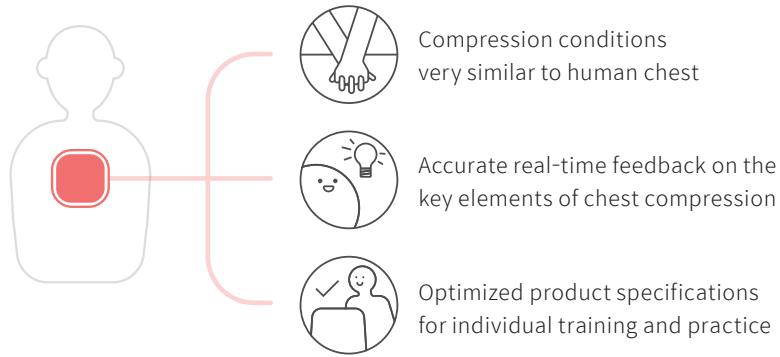 Compression conditions
very similar to human chest
Accurate real-time feedback on the
key elements of chest compression
Optimized product specifications
for individual training and practice